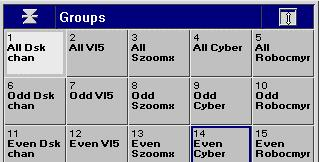 Groups
1
All Dsk
chan
2
All VI5
3
All
Szoomx
4
All Cyber
5
All
Robocmyr
6
Odd Dsk
chan
7
Odd VI5
8
Odd
Szoomx
9
Odd
Cyber
10
Odd
Robocmyr
11
Even Dsk
chan
12
Even VI5
13
Even
Szoomx
14
Even
Cyber
15
Even
Robocmyr